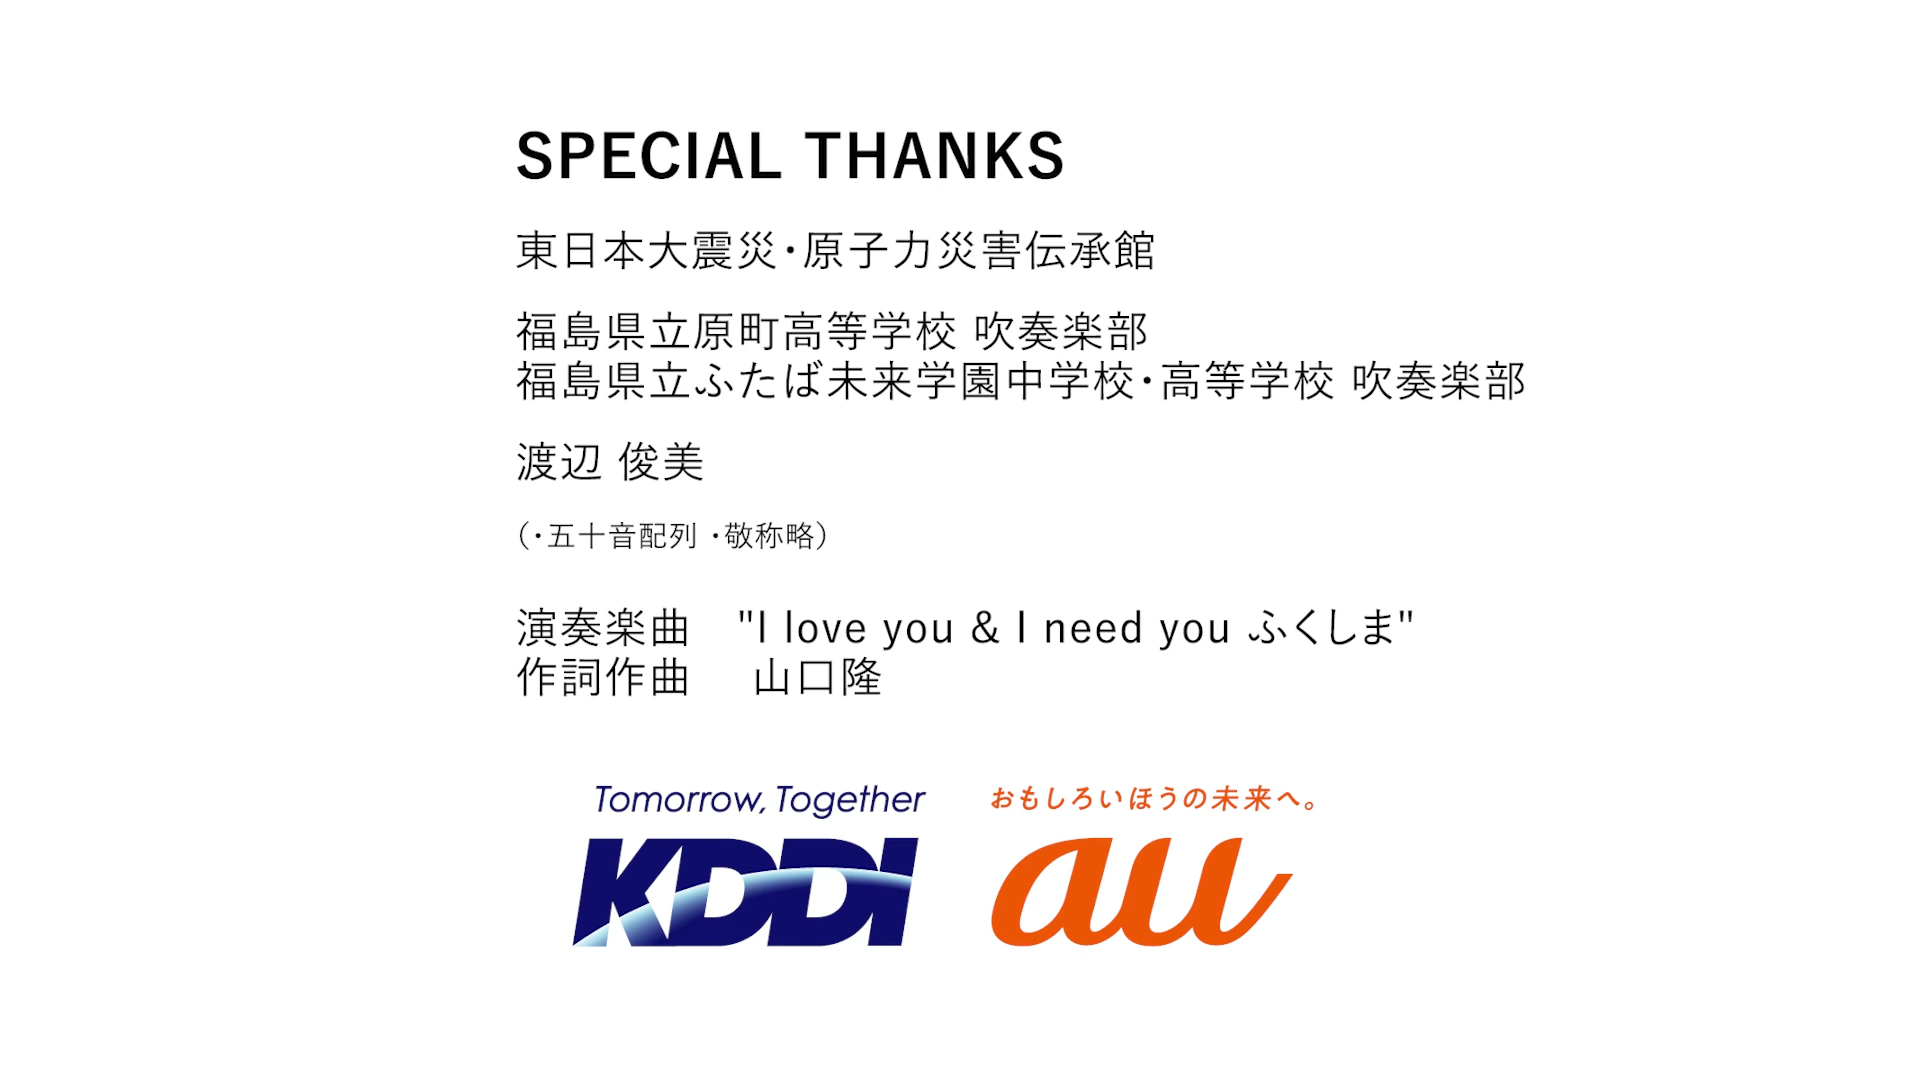 SPECIAL THANKS
東日本大震災・原子力災害伝承館
福島県立原町高等学校 吹奏楽部
福島県立ふたば未来学園中学校・高等学校 吹奏楽部
渡辺 俊美
（・五十音配列 ・敬称略）
演奏楽曲　"I love you & I need you ふくしま"
作詞作曲　 山口隆
Tomorrow, Together
KDDI
おもしろいほうの未来へ。
au